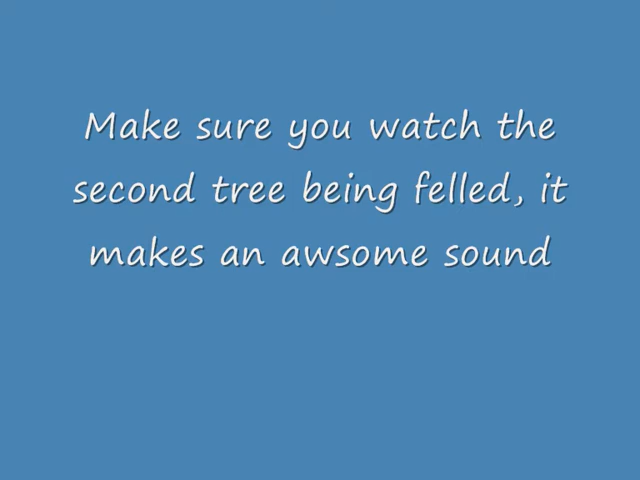 Make sure you watch the
second tree being felled, it
makes an awsome sound